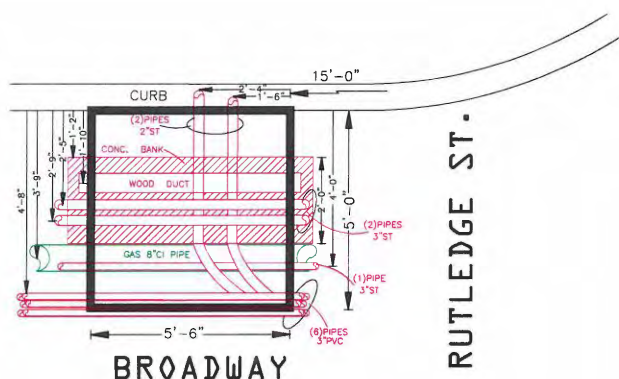 15'-0"
2'-4"
1'-6"
CURB
(2)PIPES
2"ST
CONC. BANK
WOOD DUCT
1'-2"
1'-10"
2'-5"
2'-9"
3'-9"
4'-8"
2'-0"
4'-0"
5'-0"
(2)PIPES
3"ST
GAS 8"CI PIPE
(1)PIPE
3"ST
(6)PIPES
3"PVC
5'-6"
BROADWAY
RUTLEDGE ST.